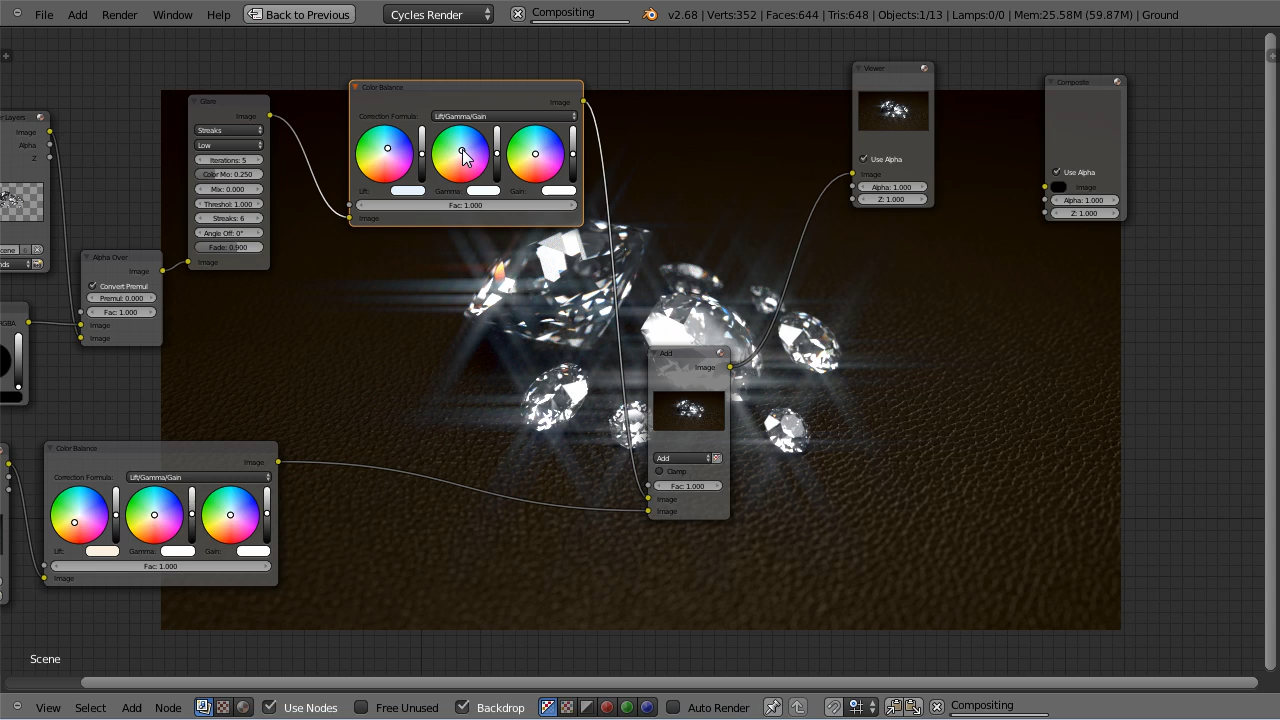 File Add Render Window Help Back to Previous Cycles Render Compositing v2.68 | Verts:352 | Faces:644 | Tris:648 | Objects:1/13 | Lamps:0/0 | Mem:25.58M (59.87M) | Ground
Layers
Image
Alpha
Z
Glare
Image
Streaks
Low
Iterations: 5
Color Mo: 0.250
Mix: 0.000
Threshol: 1.000
Streaks: 6
Angle Off: 0°
Fade: 0.900
Image
Color Balance
Image
Correction Formula: Lift/Gamma/Gain
Lift: Gamma: Gain:
Fac: 1.000
Image
Viewer
Use Alpha
Image
Alpha: 1.000
Z: 1.000
Composite
Use Alpha
Image
Alpha: 1.000
Z: 1.000
Alpha Over
Image
Convert Premul
Premul: 0.000
Fac: 1.000
Image
Image
RGBA
Add
Image
Add
Clamp
Fac: 1.000
Image
Image
Color Balance
Image
Correction Formula: Lift/Gamma/Gain
Lift: Gamma: Gain:
Fac: 1.000
Image
Scene
View Select Add Node Use Nodes Free Unused Backdrop Auto Render Compositing